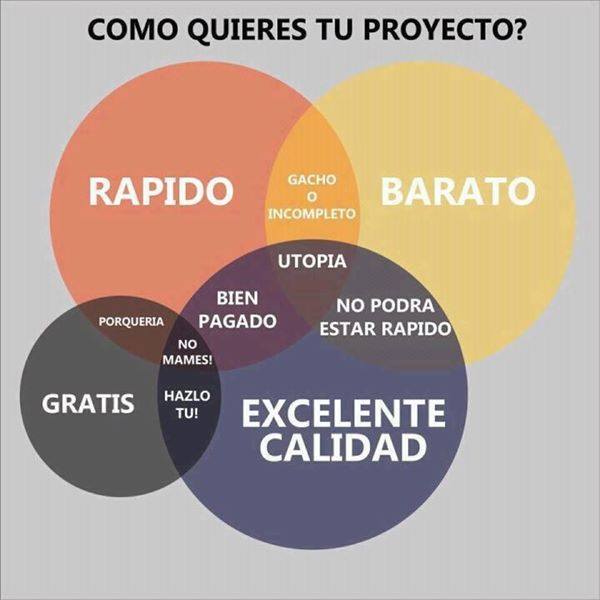 COMO QUIERES TU PROYECTO?
RAPIDO
GACHO
O
INCOMPLETO
BARATO
UTOPIA
BIEN
PAGADO
NO PODRA
ESTAR RAPIDO
PORQUERIA
NO
MAMES!
GRATIS
HAZLO
TU!
EXCELENTE
CALIDAD